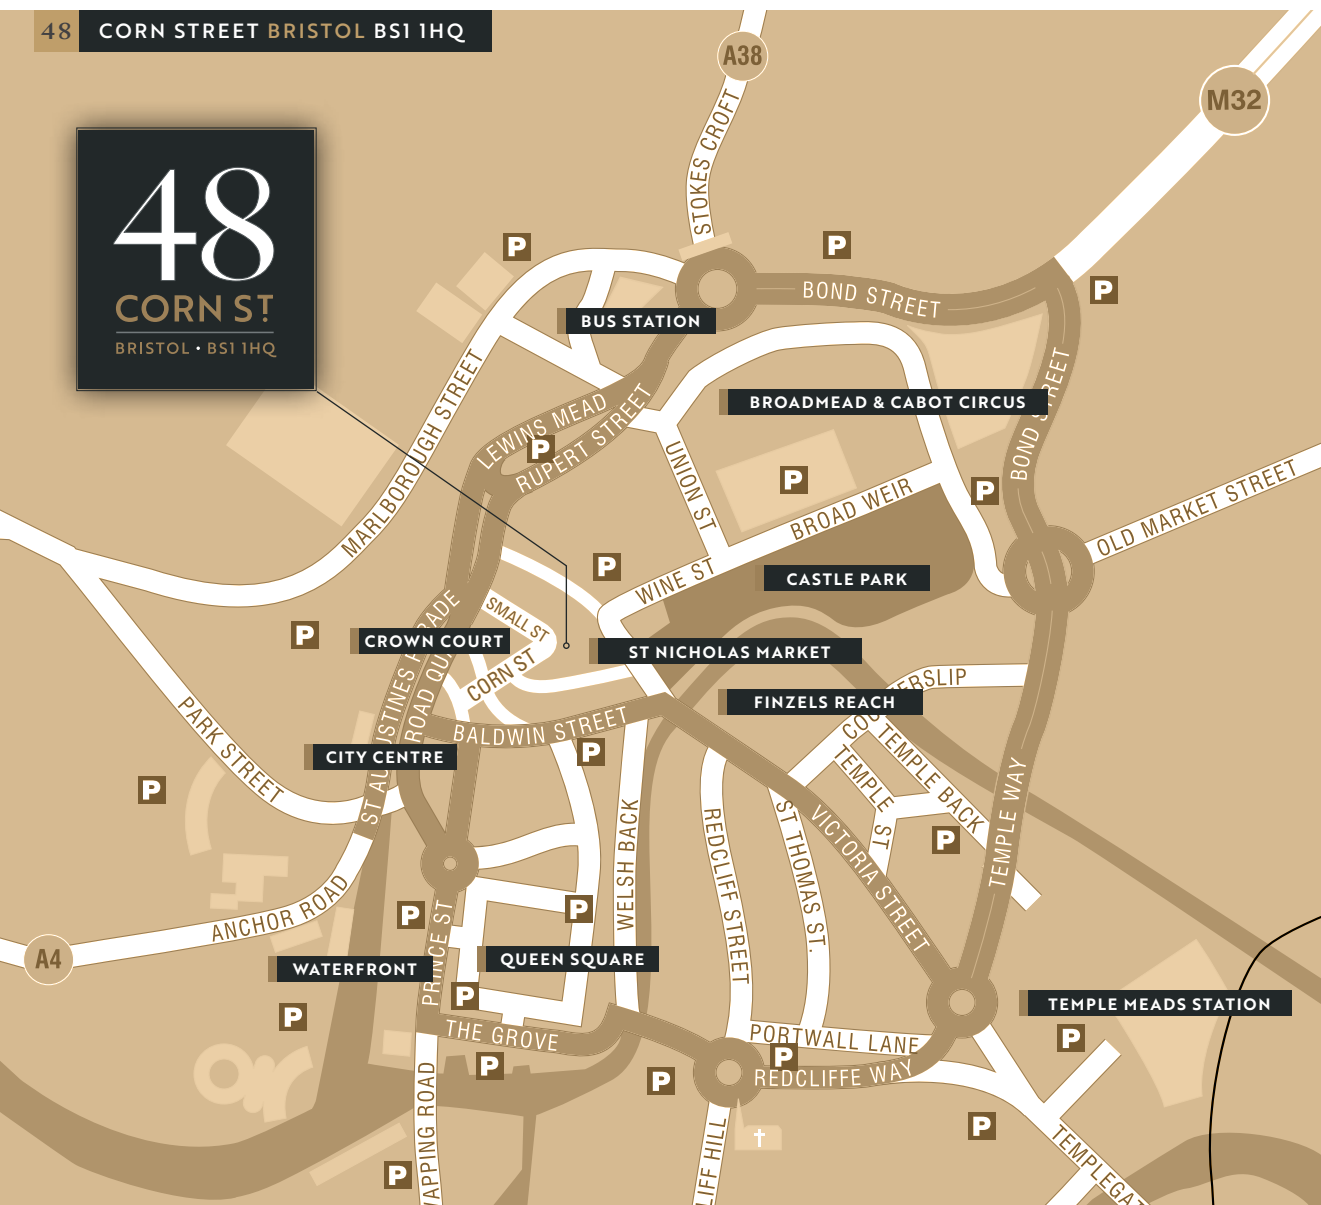 48 CORN STREET BRISTOL BS1 1HQ
A38
M32
48
CORN ST
BRISTOL • BS1 1HQ
STOKES CROFT
P
P
P
BOND STREET
BUS STATION
MARLBOROUGH STREET
LEWINS MEAD
RUPERT STREET
P
BROADMEAD & CABOT CIRCUS
BOND STREET
UNION ST
P
P
BROAD WEIR
OLD MARKET STREET
WINE ST
P
CASTLE PARK
SMALL ST
P
CROWN COURT
CORN ST
ST NICHOLAS MARKET
FINZELS REACH
PARK STREET
BALDWIN STREET
P
CITY CENTRE
P
TEMPLE BACK
TEMPLE ST
TEMPLE WAY
P
WELSH BACK
REDCLIFF STREET
ST THOMAS ST.
VICTORIA STREET
ANCHOR ROAD
A4
P
P
PRINCE ST
WATERFRONT
QUEEN SQUARE
P
P
THE GROVE
P
PORTWALL LANE
P
REDCLIFFE WAY
P
TEMPLE MEADS STATION
P
P
P